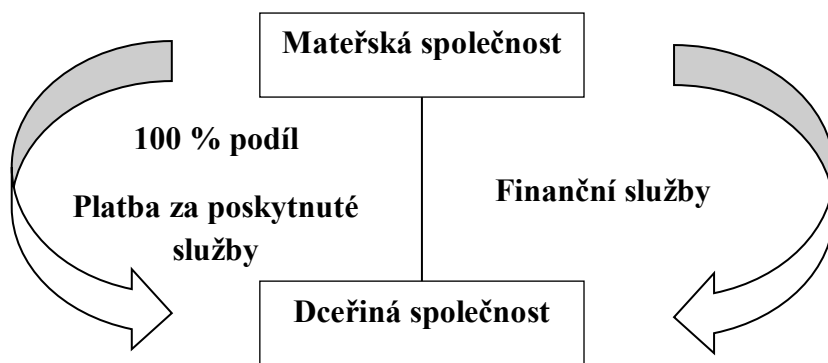 Mateřská společnost
100 % podíl
Platba za poskytnuté
služby
Finanční služby
Dceřiná společnost